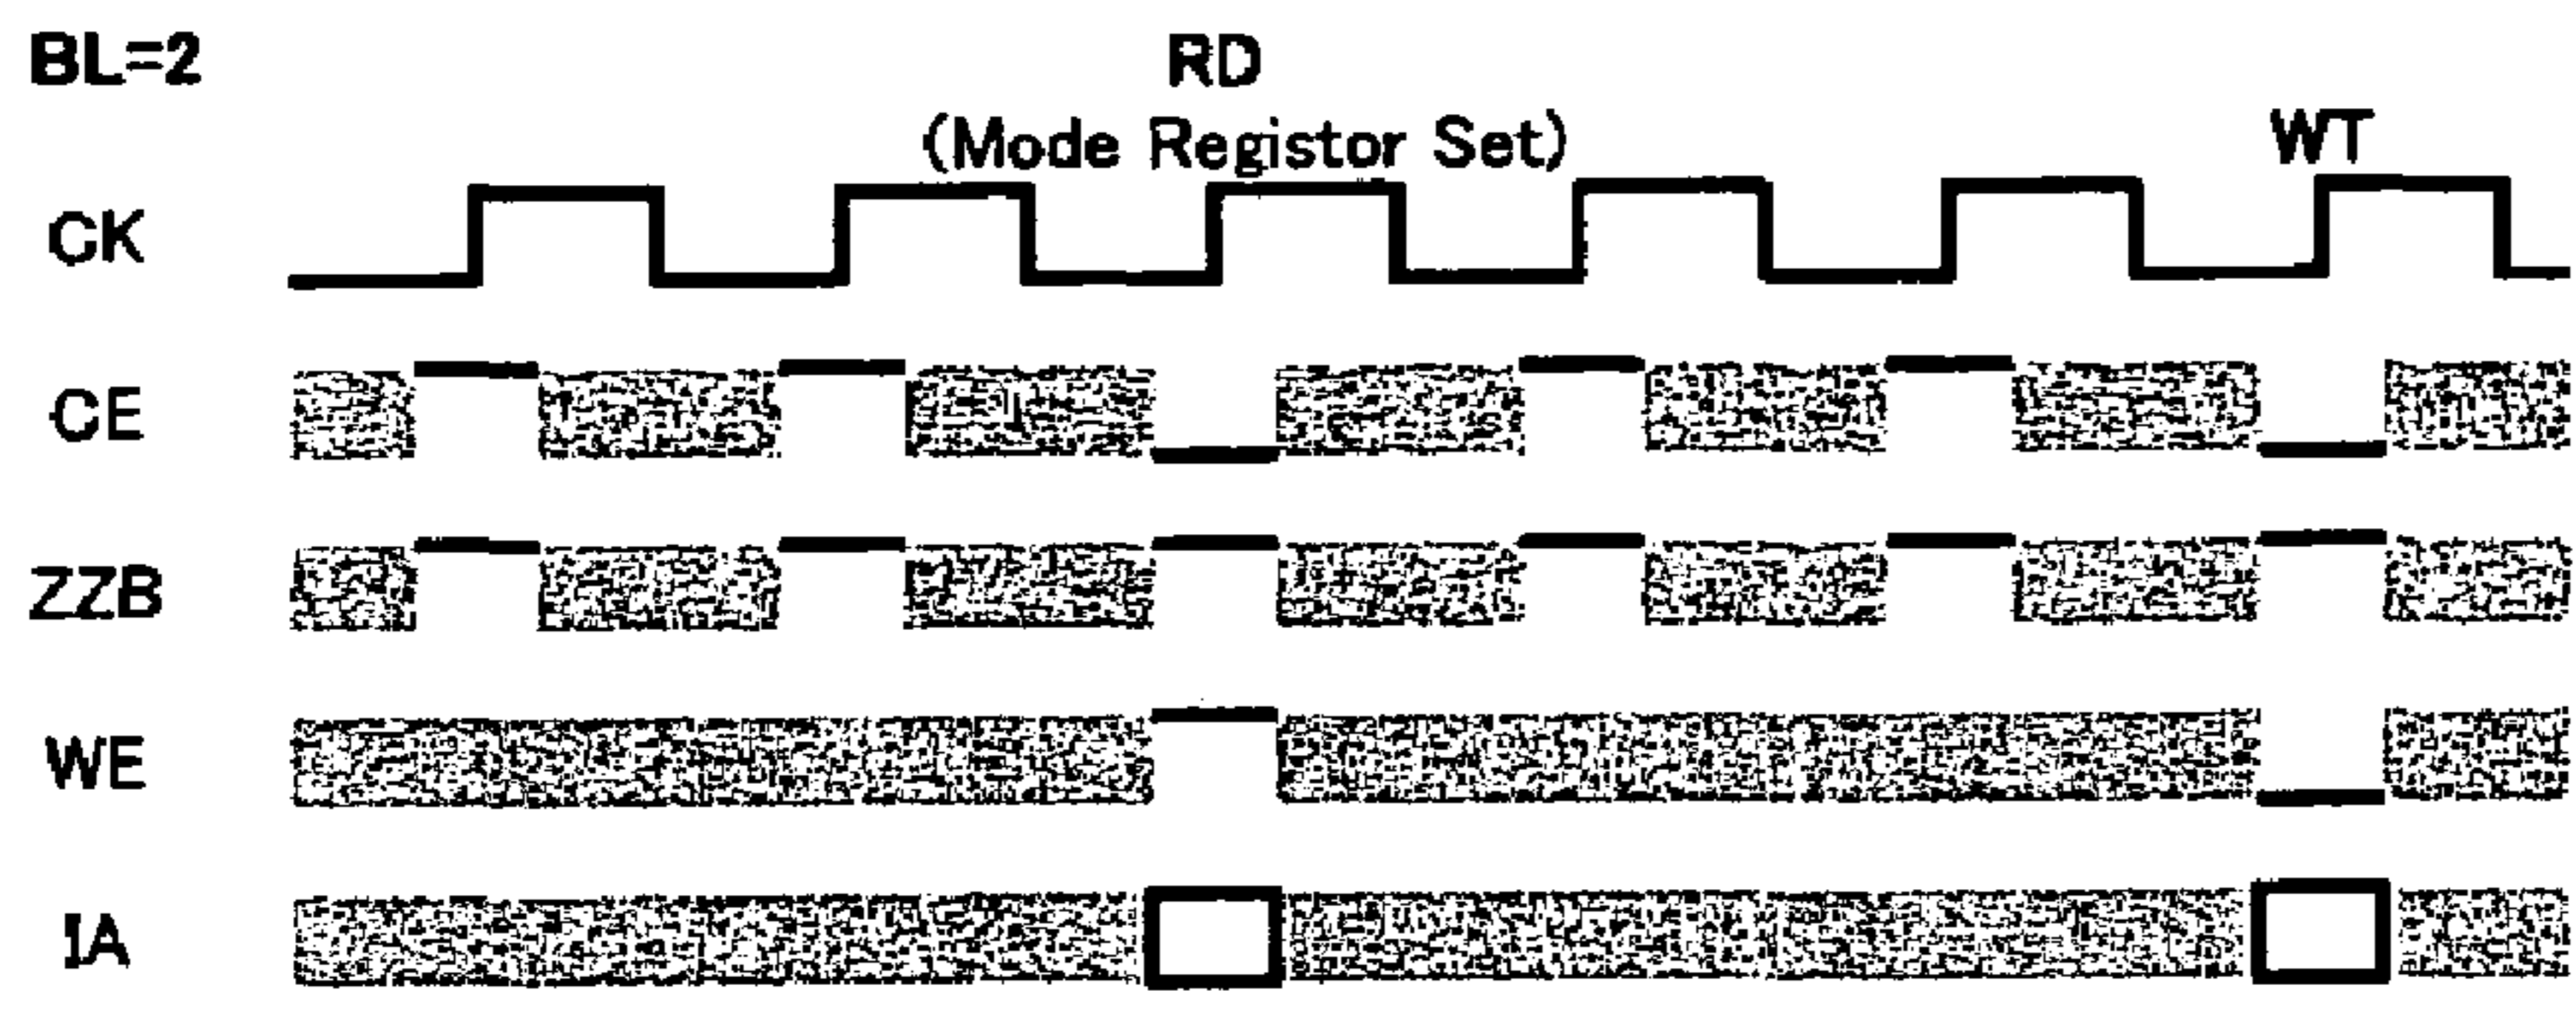 BL=2
RD
(Mode Registor Set)
WT
CK
CE
ZZB
WE
IA